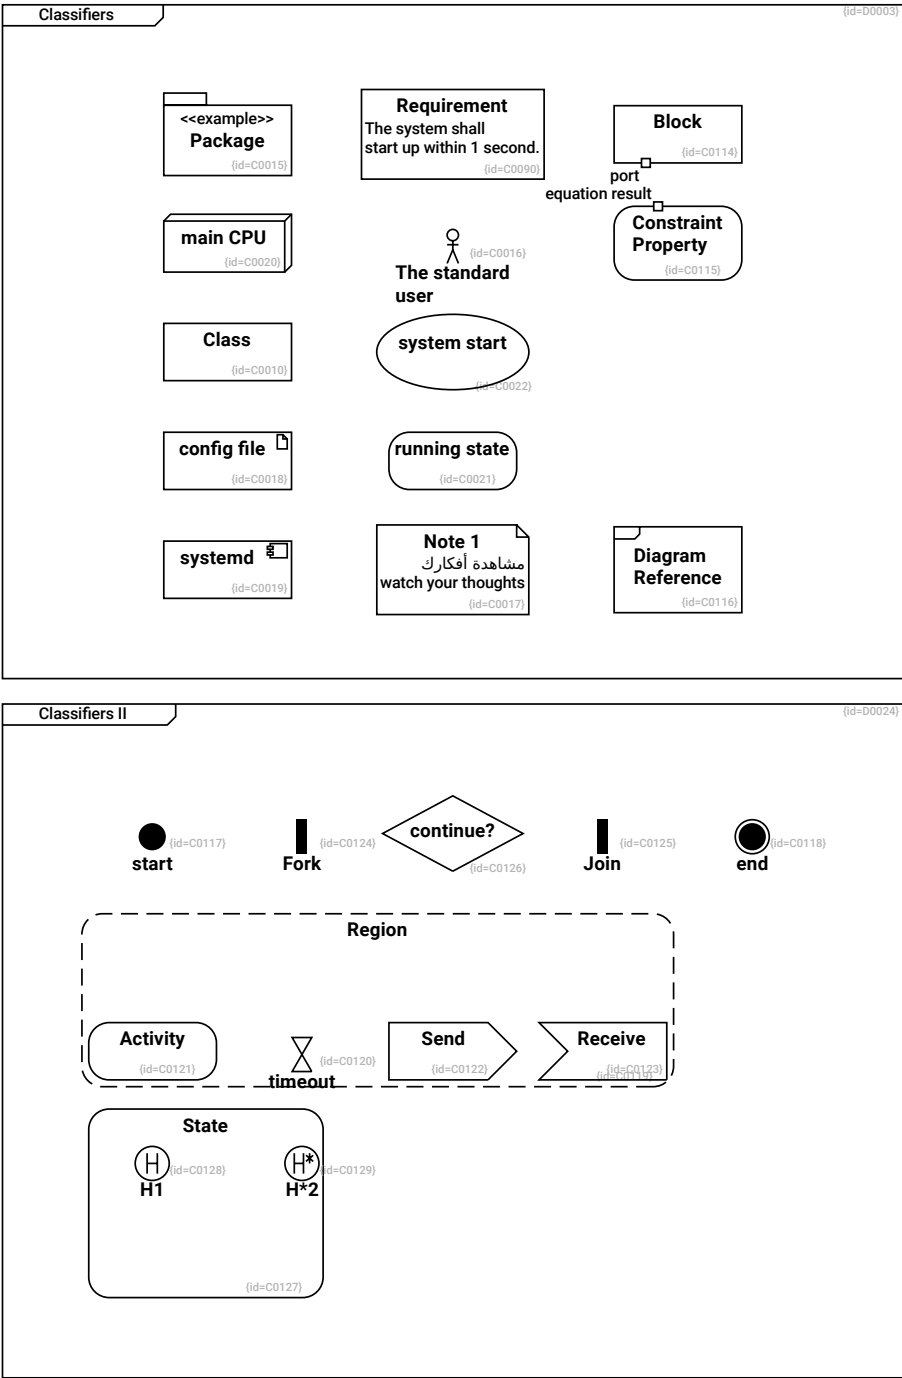 Classifiers
{id=D0003}
<<example>>
Package
{id=C0015}
Requirement
The system shall
start up within 1 second.
{id=C0090}
Block
{id=C0114}
port
equation result
main CPU
{id=C0020}
{id=C0016}
The standard
user
Constraint
Property
{id=C0115}
Class
{id=C0010}
system start
{id=C0022}
config file
{id=C0018}
running state
{id=C0021}
systemd
{id=C0019}
Note 1
مشاهدة أفكارك
watch your thoughts
{id=C0017}
Diagram
Reference
{id=C0116}
Classifiers II
{id=D0024}
{id=C0117}
start
{id=C0124}
Fork
continue?
{id=C0126}
{id=C0125}
Join
{id=C0118}
end
Region
Activity
{id=C0121}
{id=C0120}
timeout
Send
{id=C0122}
Receive
{id=C0123}
{id=C0119}
State
H
{id=C0128}
H1
H*
{id=C0129}
H*2
{id=C0127}